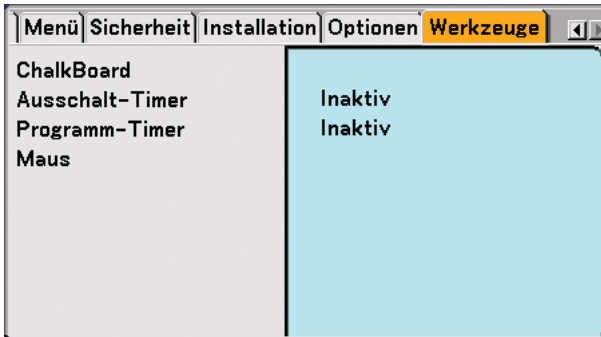 Menü Sicherheit Installation Optionen Werkzeuge
ChalkBoard
Ausschalt-Timer Inaktiv
Programm-Timer Inaktiv
Maus